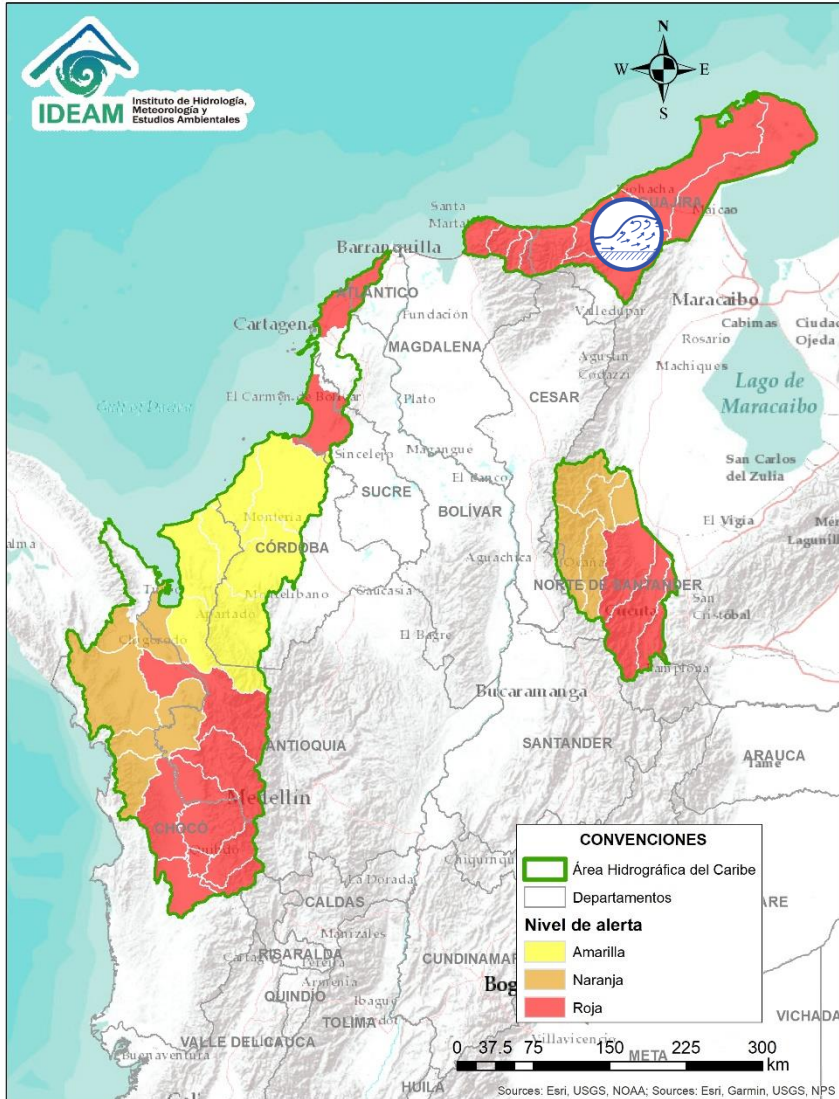 IDEAM
Instituto de Hidrología,
Meteorología y
Estudios Ambientales
N
W
E
S
Santa
Marta
Riohacha
Maicao
Barranquilla
ATLÁNTICO
Cartagena
Fundación
Valledupar
Maracaibo
Cabimas
Ciudad
Ojeda
Rosario
Machiques
MAGDALENA
Agustín
Codazzi
CESAR
Lago de
Maracaibo
El Carmen de Bolívar
Plato
Sincelejo
Magangue
SUCRE
El Banco
BOLÍVAR
San Carlos
del Zulia
El Vigía
Montería
CÓRDOBA
Aguachica
Ocaña
NORTE DE SANTANDER
Cucuta
San
Cristóbal
Montelibano
Caucasia
Apartadó
El Bagre
Chigorodo
Pamplona
Bucaramanga
SANTANDER
ARAUCA
Tame
ANTIOQUIA
Medellín
CHOCÓ
Quibdó
La Dorada
CALDAS
Manizales
RISARALDA
Pereira
Armenia
QUINDÍO
Ibague
TOLIMA
VALLE DEL CAUCA
Buenaventura
HUILA
META
Villavicencio
VICHADA
CONVENCIONES
Área Hidrográfica del Caribe
Departamentos
Nivel de alerta
Amarilla
Naranja
Roja
0 37.5 75 150 225 300
km
Sources: Esri, USGS, NOAA; Sources: Esri, Garmin, USGS, NPS